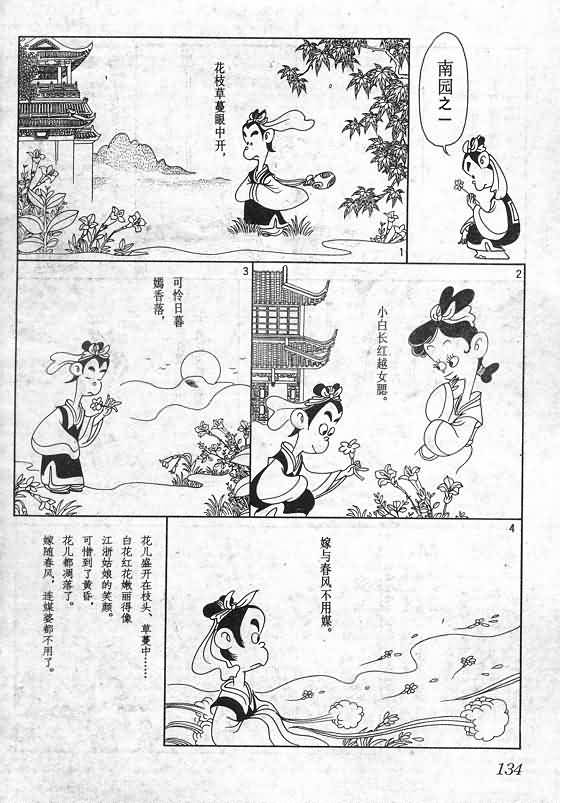 南园之一
花枝草蔓眼中开，
1
小白长红越女腮。
2
可怜日暮
嫣香落，
3
嫁与春风不用媒。
4
花儿盛开在枝头、草蔓中……
白花红花嫩丽得像
江浙姑娘的笑颜。
可惜到了黄昏，
花儿都凋落了。
嫁随春风，连媒婆都不用了。
134